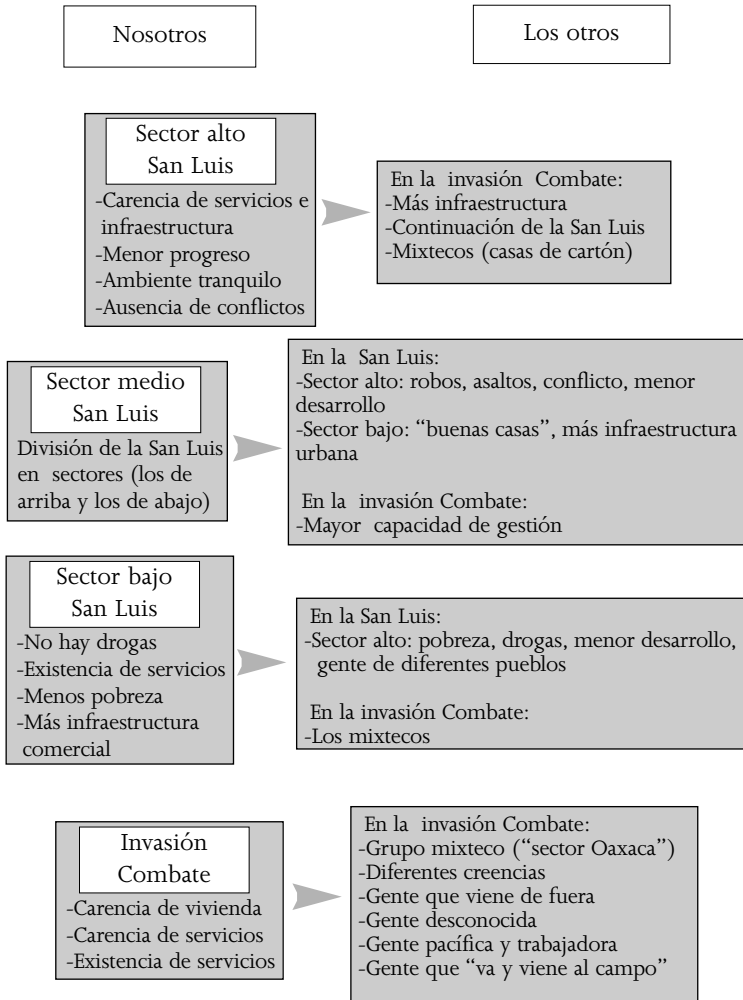 Nosotros
Los otros
Sector alto
San Luis
-Carencia de servicios e
infraestructura
-Menor progreso
-Ambiente tranquilo
-Ausencia de conflictos
En la invasión Combate:
-Más infraestructura
-Continuación de la San Luis
-Mixtecos (casas de cartón)
Sector medio
San Luis
División de la San Luis
en sectores (los de
arriba y los de abajo)
En la San Luis:
-Sector alto: robos, asaltos, conflicto, menor
desarrollo
-Sector bajo: “buenas casas”, más infraestructura
urbana
En la invasión Combate:
-Mayor capacidad de gestión
Sector bajo
San Luis
-No hay drogas
-Existencia de servicios
-Menos pobreza
-Más infraestructura
comercial
En la San Luis:
-Sector alto: pobreza, drogas, menor desarrollo,
gente de diferentes pueblos
En la invasión Combate:
-Los mixtecos
Invasión
Combate
-Carencia de vivienda
-Carencia de servicios
-Existencia de servicios
En la invasión Combate:
-Grupo mixteco (“sector Oaxaca”)
-Diferentes creencias
-Gente que viene de fuera
-Gente desconocida
-Gente pacífica y trabajadora
-Gente que “va y viene al campo”